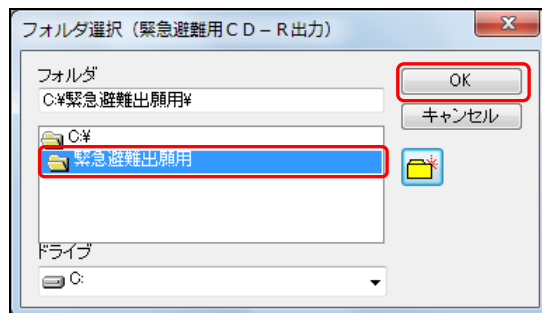 フォルダ選択（緊急避難用ＣＤ－Ｒ出力）
フォルダ
C:¥緊急避難出願用¥
OK
キャンセル
C:¥
緊急避難出願用
ドライブ
C: